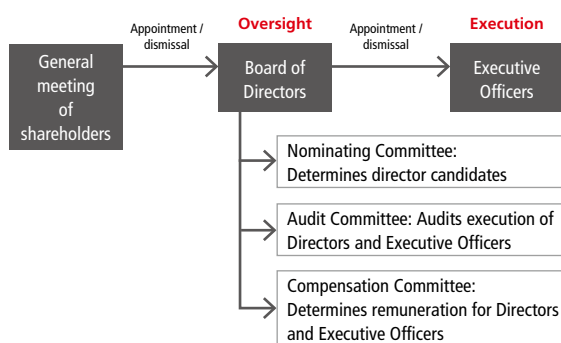 Appointment /
dismissal
Oversight
Appointment /
dismissal
Execution
General
meeting
of
shareholders
Board of
Directors
Executive
Officers
Nominating Committee:
Determines director candidates
Audit Committee: Audits execution of
Directors and Executive Officers
Compensation Committee:
Determines remuneration for Directors
and Executive Officers